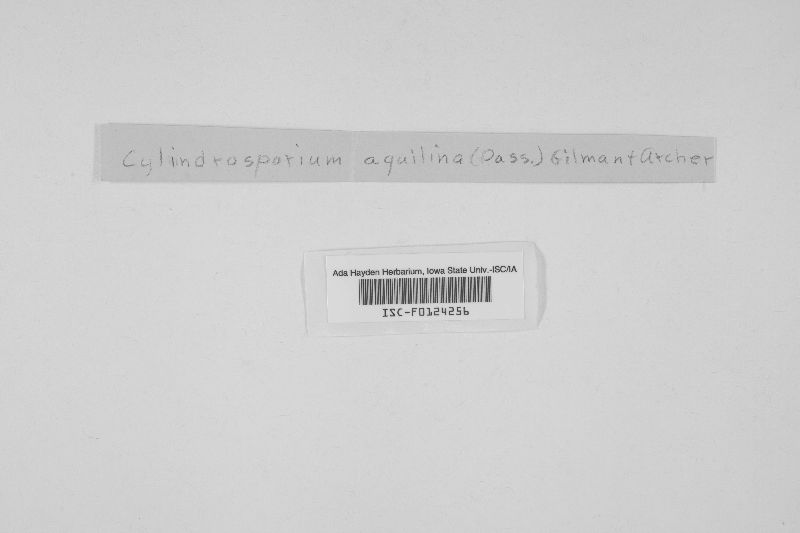 Cylindrosporium aquilina (Pass.) Gilman + Archer
Ada Hayden Herbarium, Iowa State Univ.-ISC/IA
ISC-F0124256